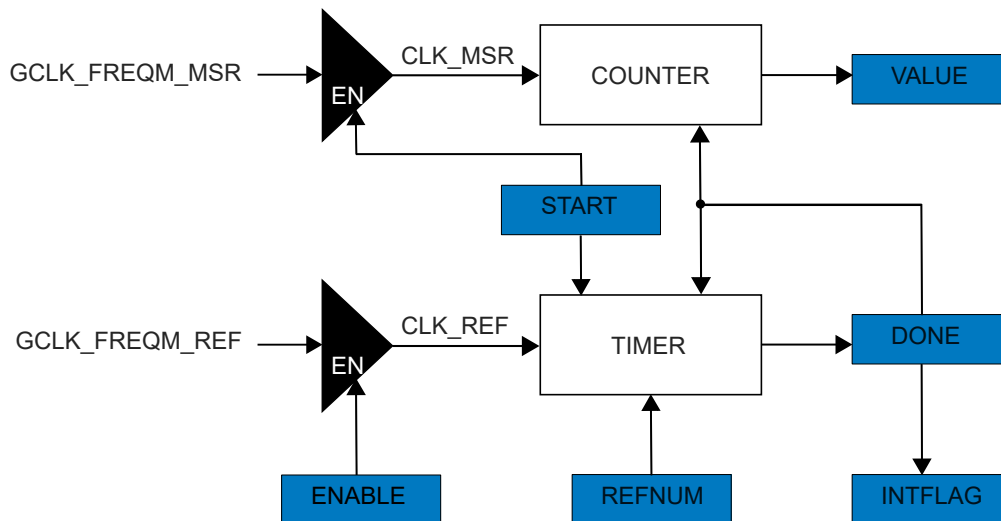 CLK_MSR
GCLK_FREQM_MSR
COUNTER
VALUE
EN
START
CLK_REF
GCLK_FREQM_REF
TIMER
DONE
EN
ENABLE
REFNUM
INTFLAG